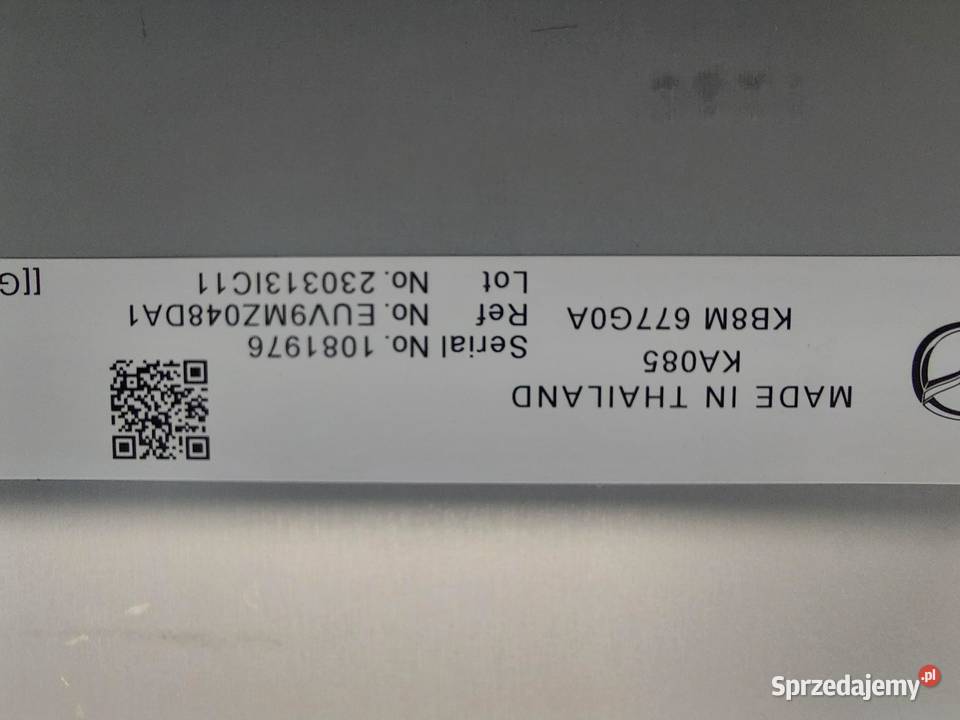 MADE IN THAILAND
KA085
KB8M 677G0A
Serial No. 1081976
Ref No. EUV9MZ048DA1
Lot No. 230313IC11
[[G
Sprzedajemy.pl